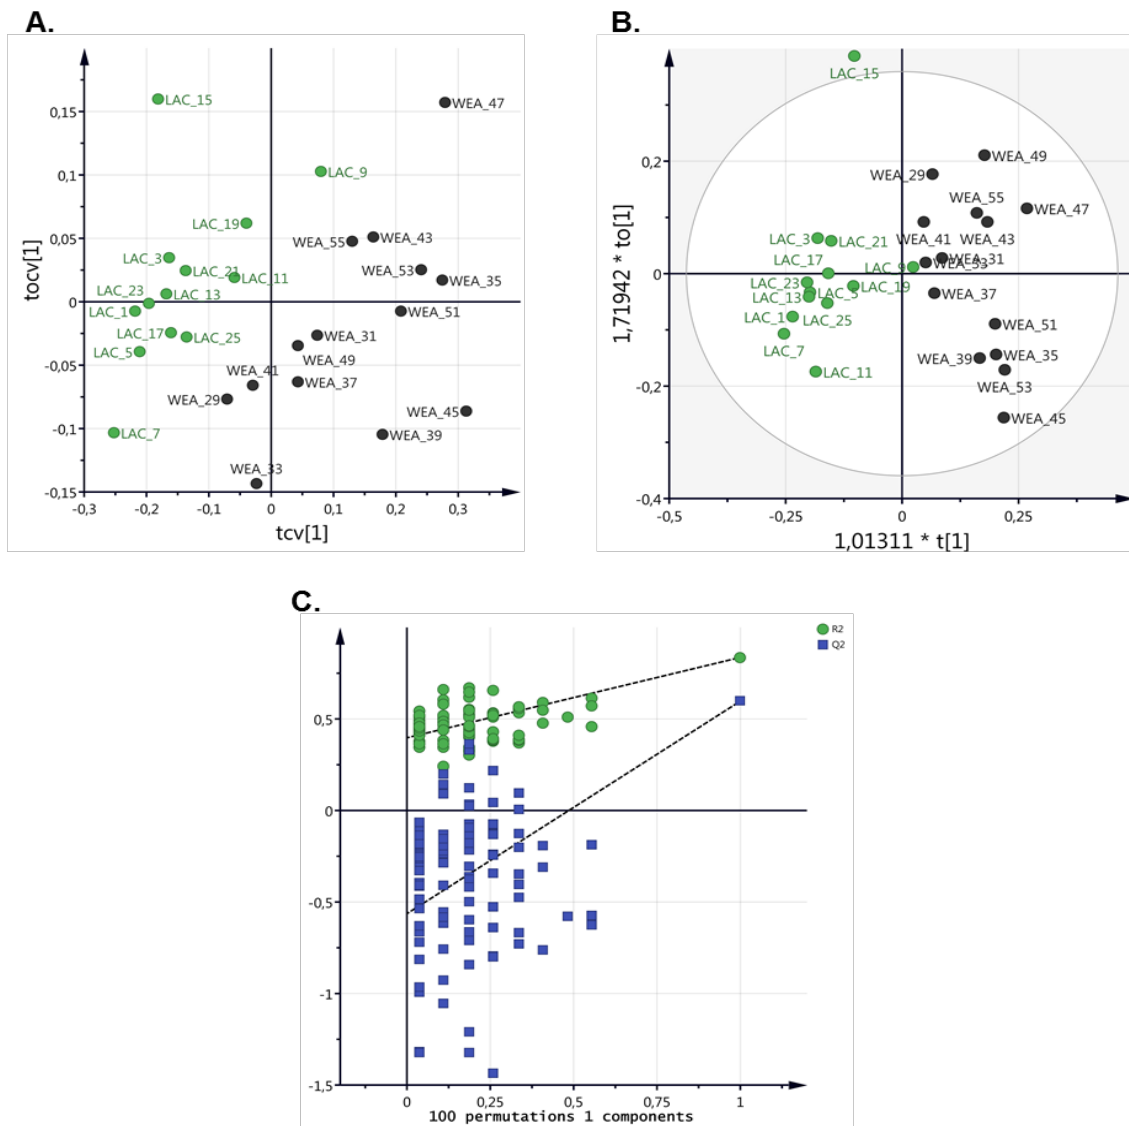 A.
0,15
0,1
0,05
0
-0,05
-0,1
-0,15
tocv[1]
LAC_15
WEA_47
LAC_9
LAC_19
WEA_55
WEA_43
LAC_3
LAC_21
LAC_11
WEA_53
WEA_35
LAC_23
LAC_13
LAC_1
WEA_51
LAC_17
LAC_25
WEA_31
LAC_5
WEA_49
WEA_41
WEA_37
WEA_29
WEA_45
LAC_7
WEA_39
WEA_33
-0,3
-0,2
-0,1
0
0,1
0,2
0,3
tcv[1]
B.
0,2
0
-0,2
-0,4
1,71942 * to[1]
LAC_15
WEA_49
WEA_29
WEA_55
WEA_47
LAC_3
LAC_21
WEA_41
WEA_43
LAC_17
LAC_9
WEA_31
WEA_33
LAC_23
LAC_19
LAC_13
LAC_5
WEA_37
LAC_1
LAC_25
WEA_51
LAC_7
WEA_39
WEA_35
LAC_11
WEA_53
WEA_45
-0,5
-0,25
0
0,25
1,01311 * t[1]
C.
R2
Q2
0,5
0
-0,5
-1
-1,5
0
0,25
0,5
0,75
1
100 permutations 1 components